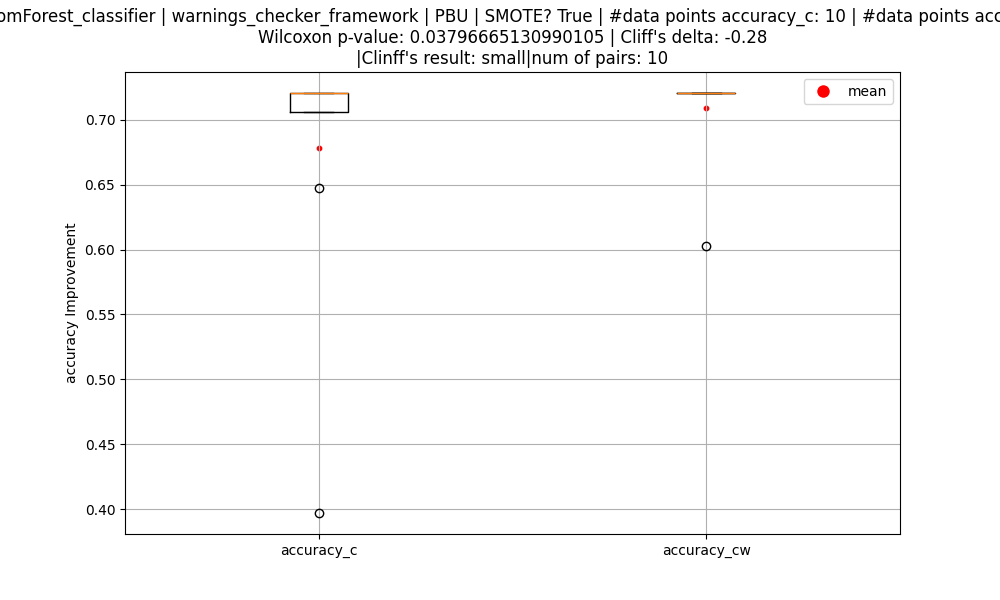 omForest_classifier | warnings_checker_framework | PBU | SMOTE? True | #data points accuracy_c: 10 | #data points acc
Wilcoxon p-value: 0.03796665130990105 | Cliff's delta: -0.28
|Clinff's result: small|num of pairs: 10
mean
0.70
0.65
0.60
0.55
0.50
0.45
0.40
accuracy Improvement
accuracy_c
accuracy_cw